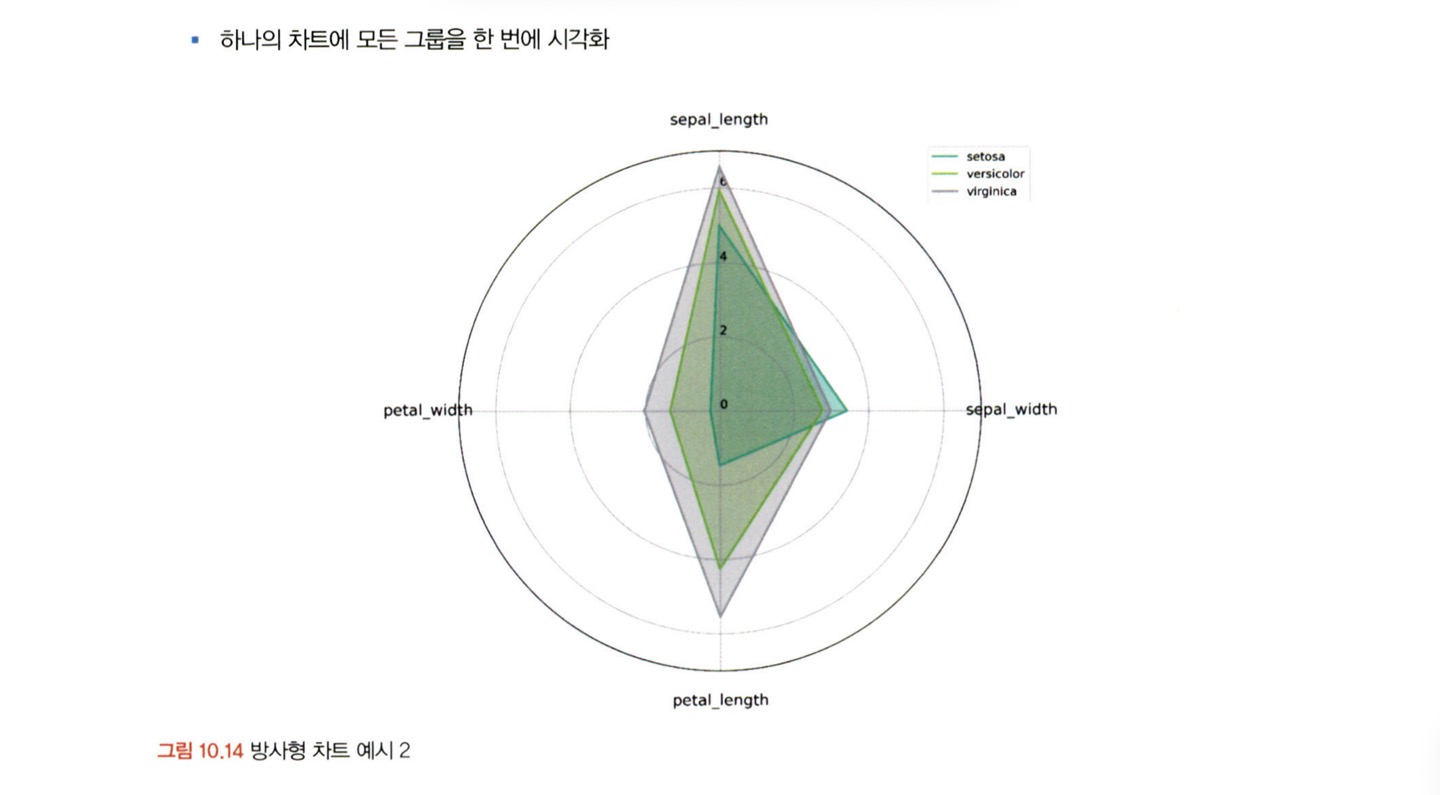 ▪ 하나의 차트에 모든 그룹을 한 번에 시각화
sepal_length
setosa
versicolor
virginica
6
4
2
0
petal_width
sepal_width
petal_length
그림 10.14 방사형 차트 예시 2